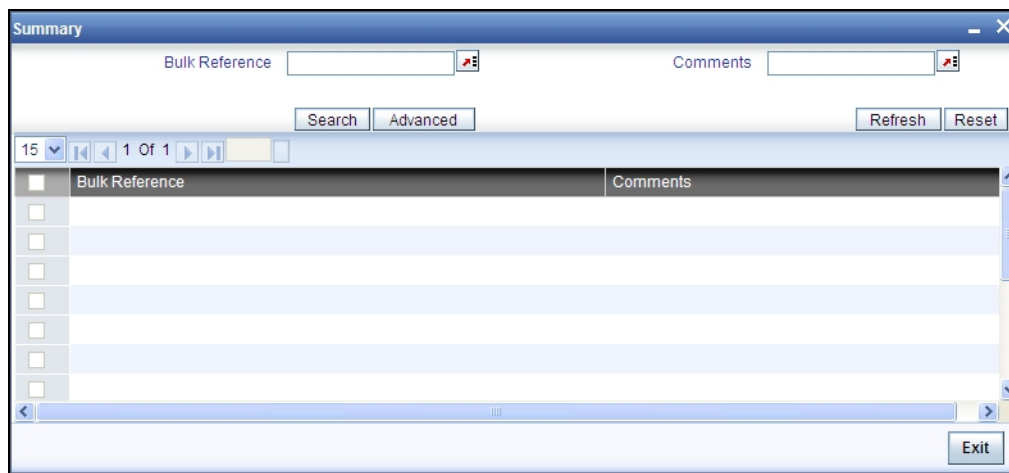 Summary
Bulk Reference Comments
Search Advanced Refresh Reset
15 1 Of 1
Bulk Reference Comments
Exit